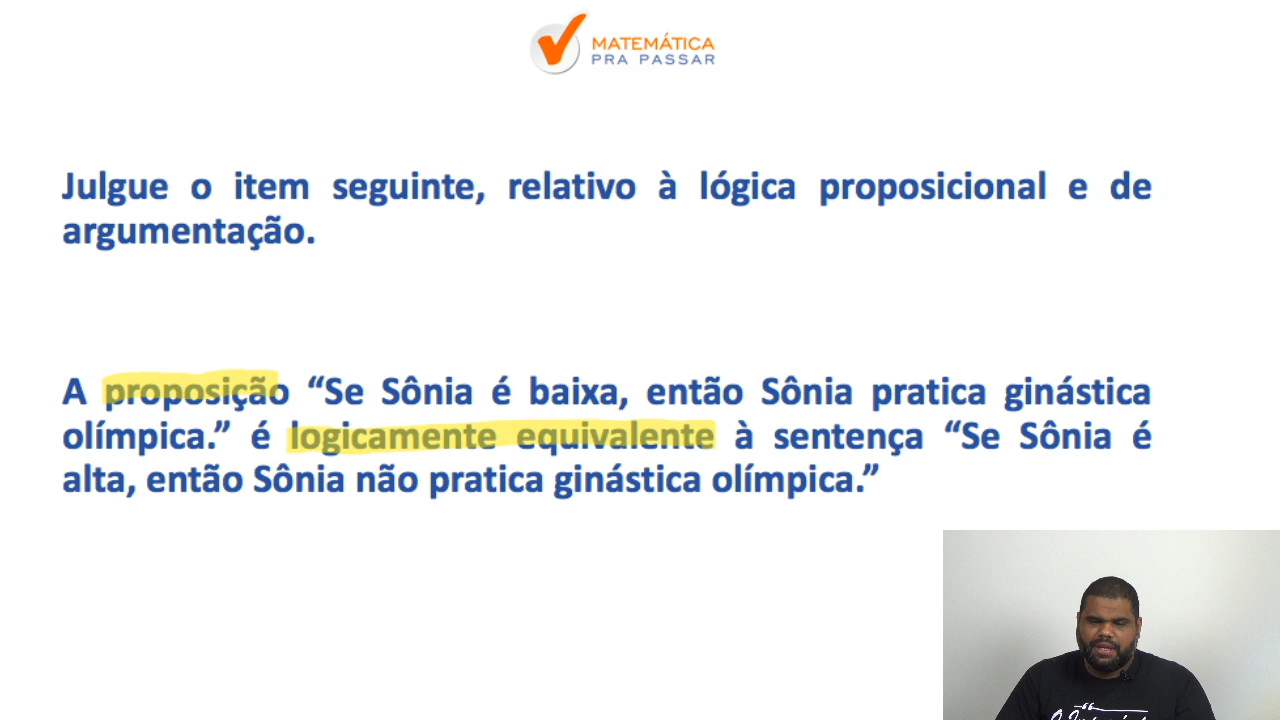 MATEMÁTICA
PRA PASSAR
Julgue o item seguinte, relativo à lógica proposicional e de
argumentação.
A proposição “Se Sônia é baixa, então Sônia pratica ginástica
olímpica.” é logicamente equivalente à sentença “Se Sônia é
alta, então Sônia não pratica ginástica olímpica.”